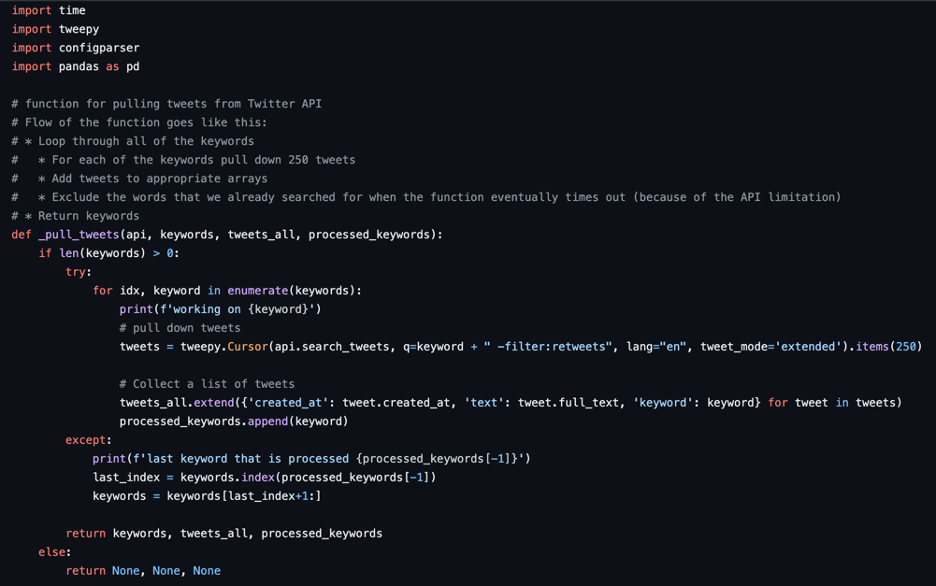 import time
import tweepy
import configparser
import pandas as pd

# function for pulling tweets from Twitter API
# Flow of the function goes like this:
# * Loop through all of the keywords
#   * For each of the keywords pull down 250 tweets
#   * Add tweets to appropriate arrays
#   * Exclude the words that we already searched for when the function eventually times out (because of the API limitation)
# * Return keywords
def _pull_tweets(api, keywords, tweets_all, processed_keywords):
    if len(keywords) > 0:
        try:
            for idx, keyword in enumerate(keywords):
                print(f'working on {keyword}')
                # pull down tweets
                tweets = tweepy.Cursor(api.search_tweets, q=keyword + " -filter:retweets", lang="en", tweet_mode='extended').items(250)

                # Collect a list of tweets
                tweets_all.extend({'created_at': tweet.created_at, 'text': tweet.full_text, 'keyword': keyword} for tweet in tweets)
                processed_keywords.append(keyword)
        except:
            print(f'last keyword that is processed {processed_keywords[-1]}')
            last_index = keywords.index(processed_keywords[-1])
            keywords = keywords[last_index+1:]

        return keywords, tweets_all, processed_keywords
    else:
        return None, None, None